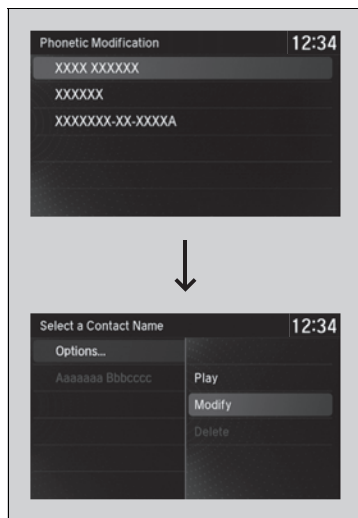 Phonetic Modification 12:34
XXXX XXXXXX
XXXXXX
XXXXXXX-XX-XXXXA
Select a Contact Name 12:34
Options...
Aaaaaaa Bbbcccc Play
Modify
Delete